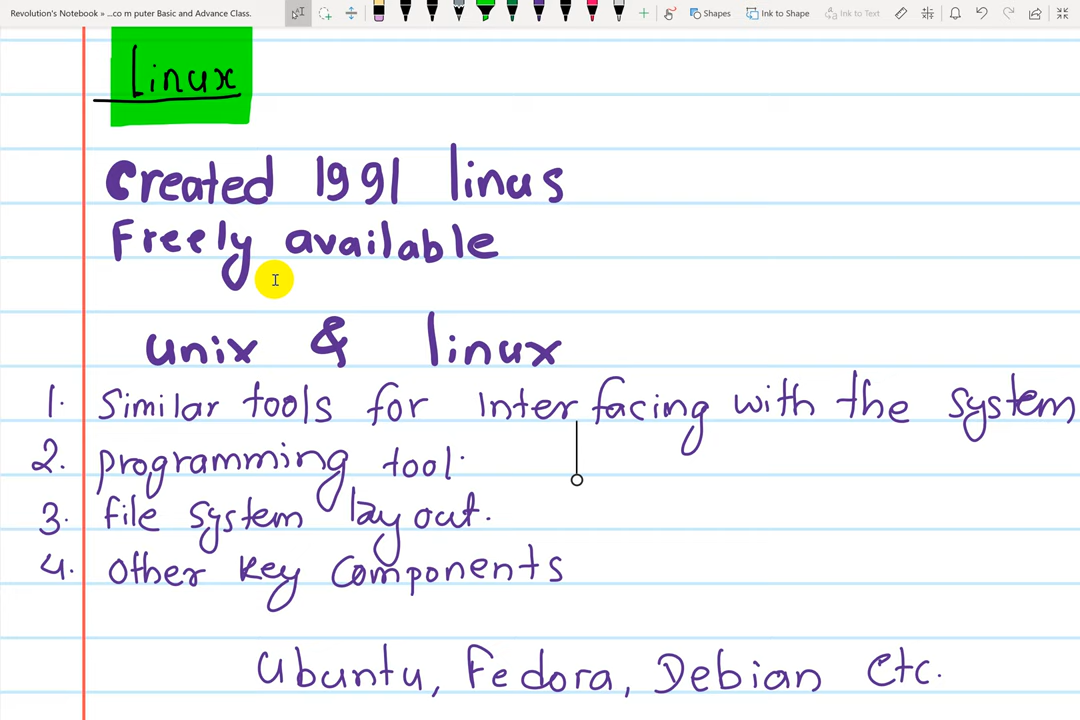 Revolution's Notebook » ...co m puter Basic and Advance Class.
Shapes
Ink to Shape
Ink to Text
Linux
Created 1991 linus
Freely available
unix & linux
1. Similar tools for Interfacing with the system
2. programming tool.
3. file system layout.
4. other key components
Ubuntu, Fedora, Debian Etc.